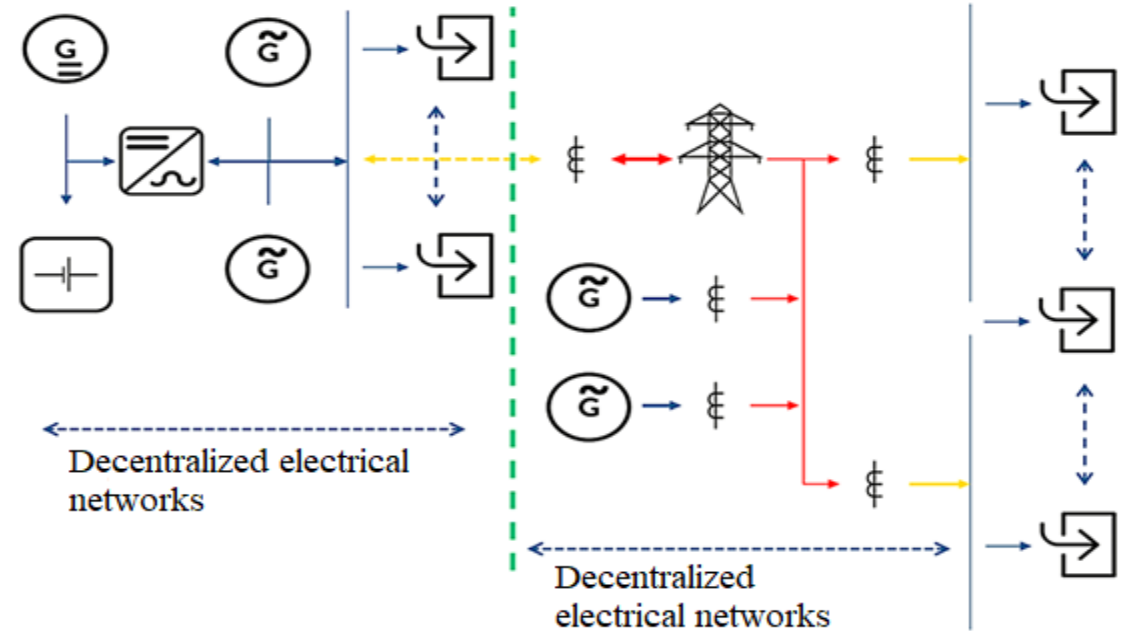 G
G
G
G
G
Decentralized electrical
networks
Decentralized
electrical networks